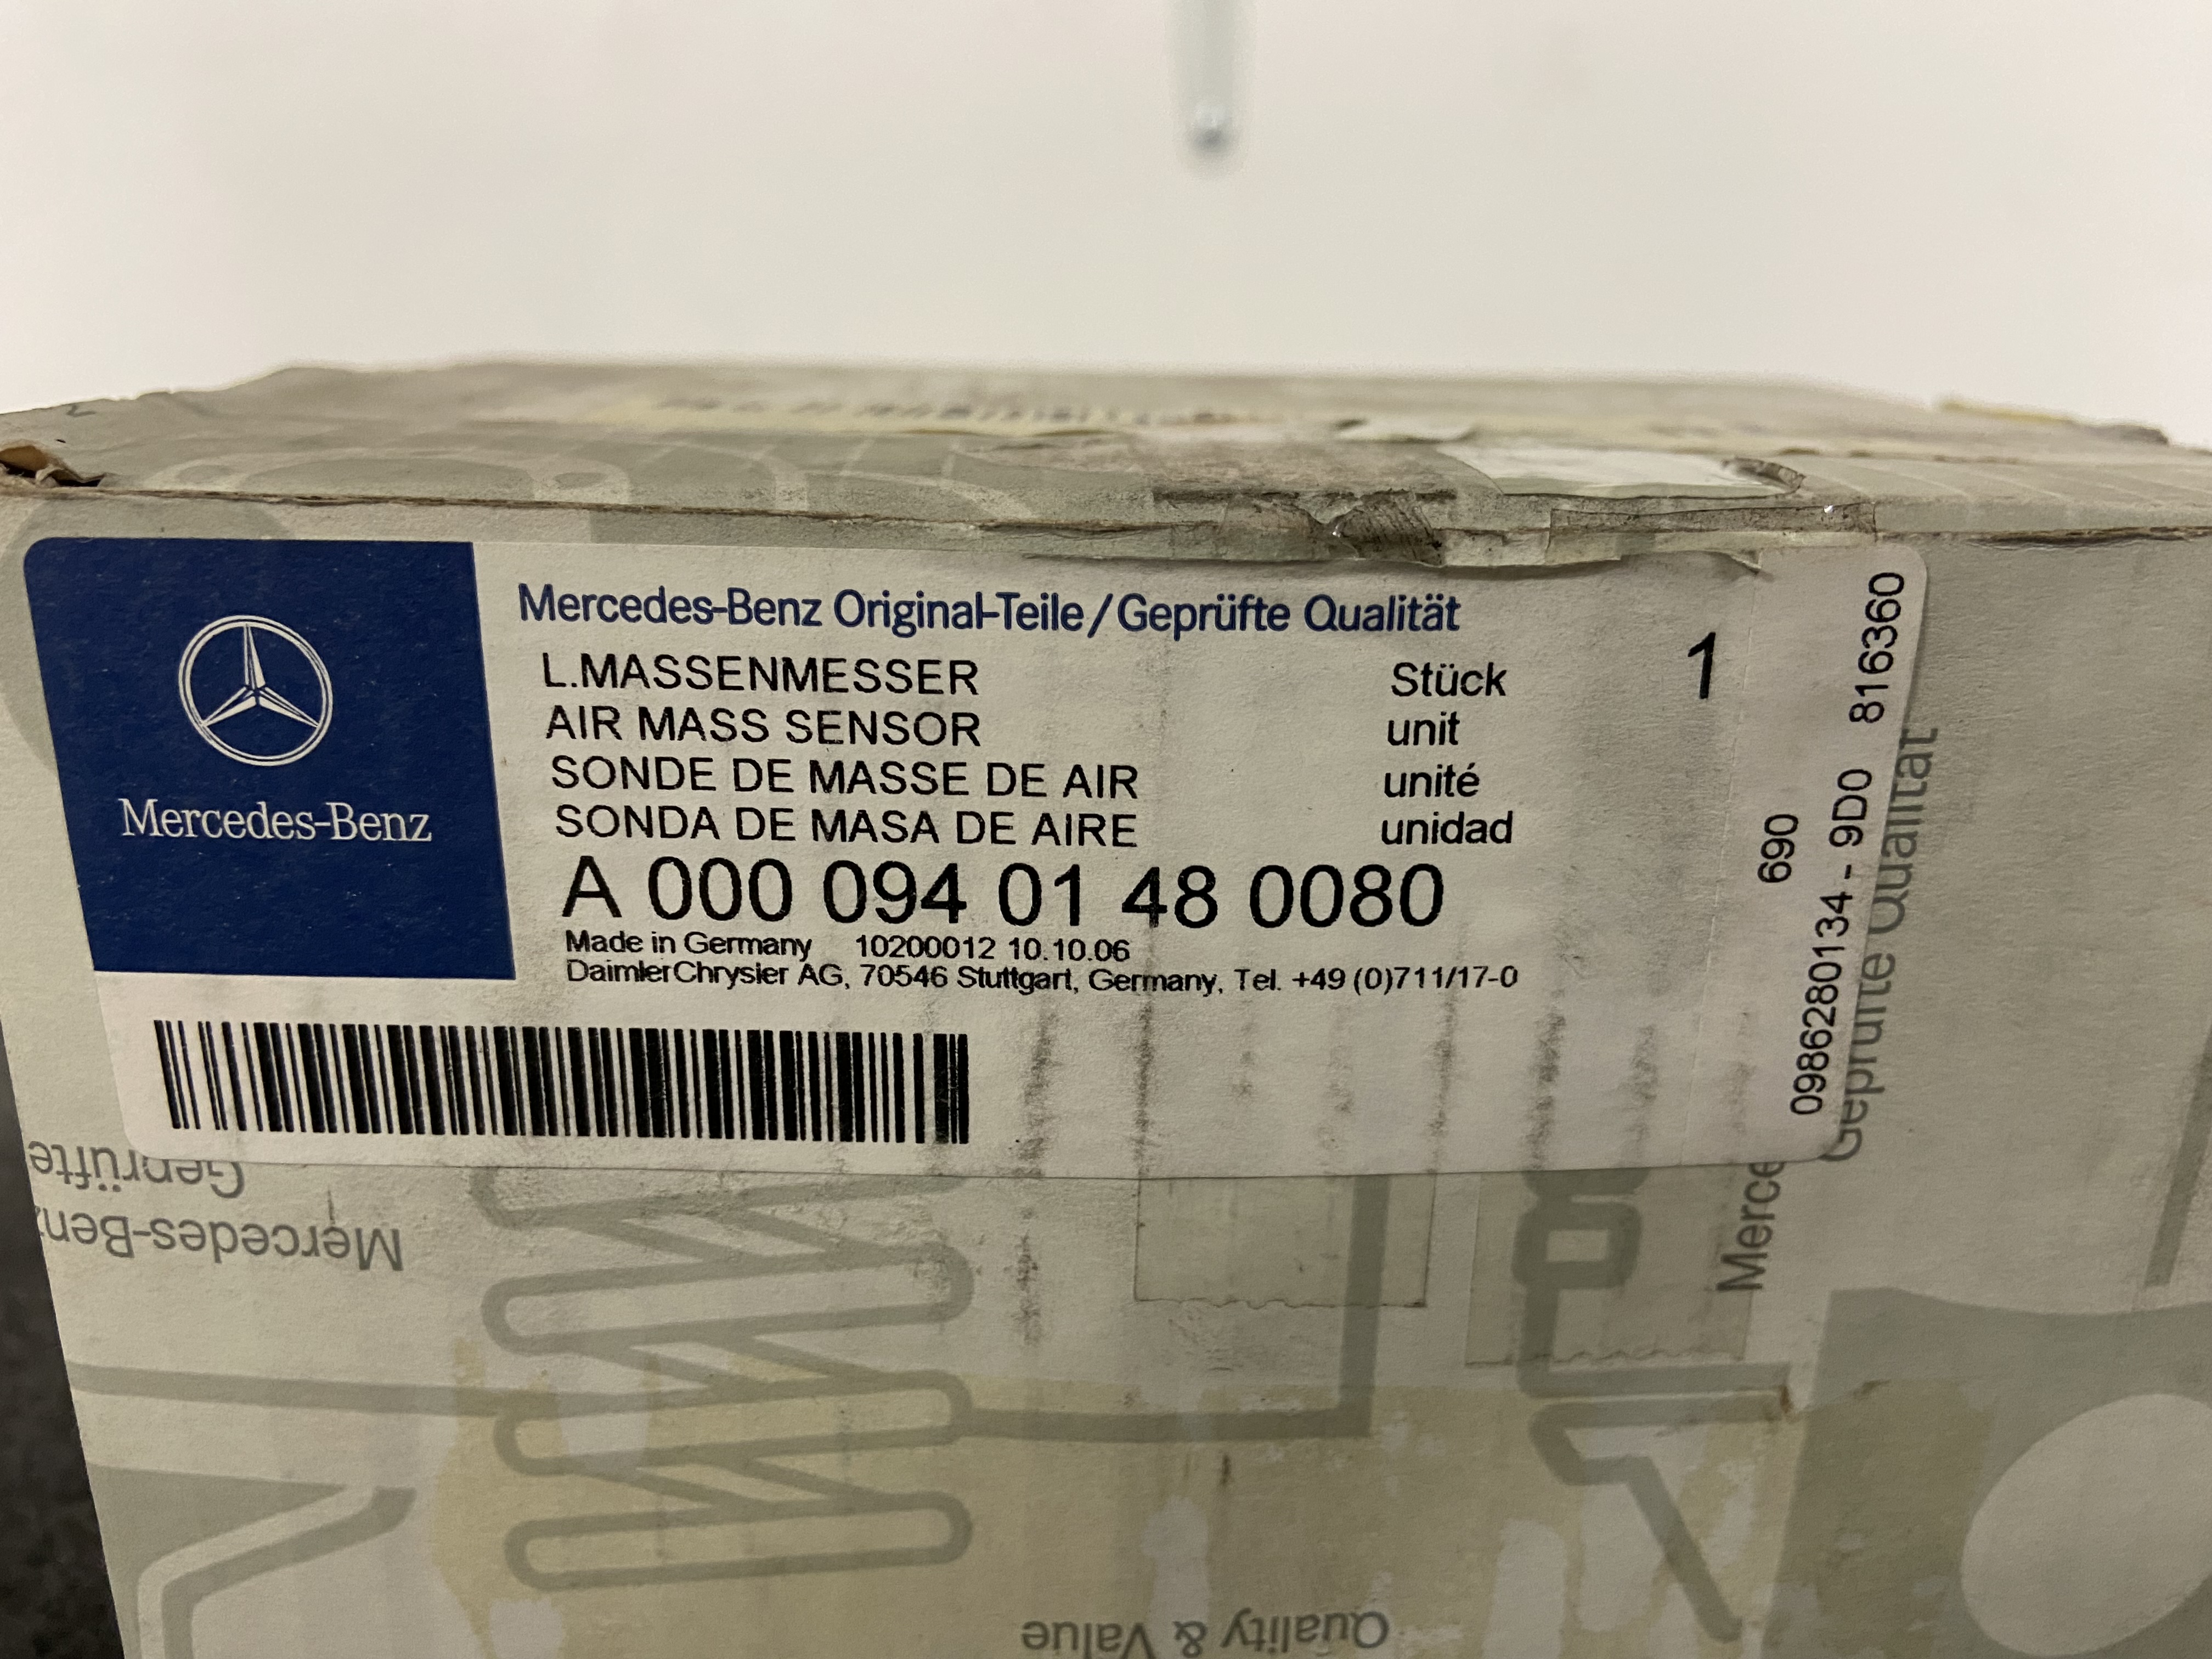 Mercedes-Benz
Mercedes-Benz Original-Teile/Geprüfte Qualität
L.MASSENMESSER Stück 1
AIR MASS SENSOR unit
SONDE DE MASSE DE AIR unité
SONDA DE MASA DE AIRE unidad
A 000 094 01 48 0080
Made in Germany 10200012 10.10.06
DaimlerChrysler AG, 70546 Stuttgart, Germany, Tel. +49 (0)711/17-0
690
0986280134 - 9D0 816360
Geprüfte Qualität
Merce
Geprüfte
Mercedes-Benz
Quality & Value